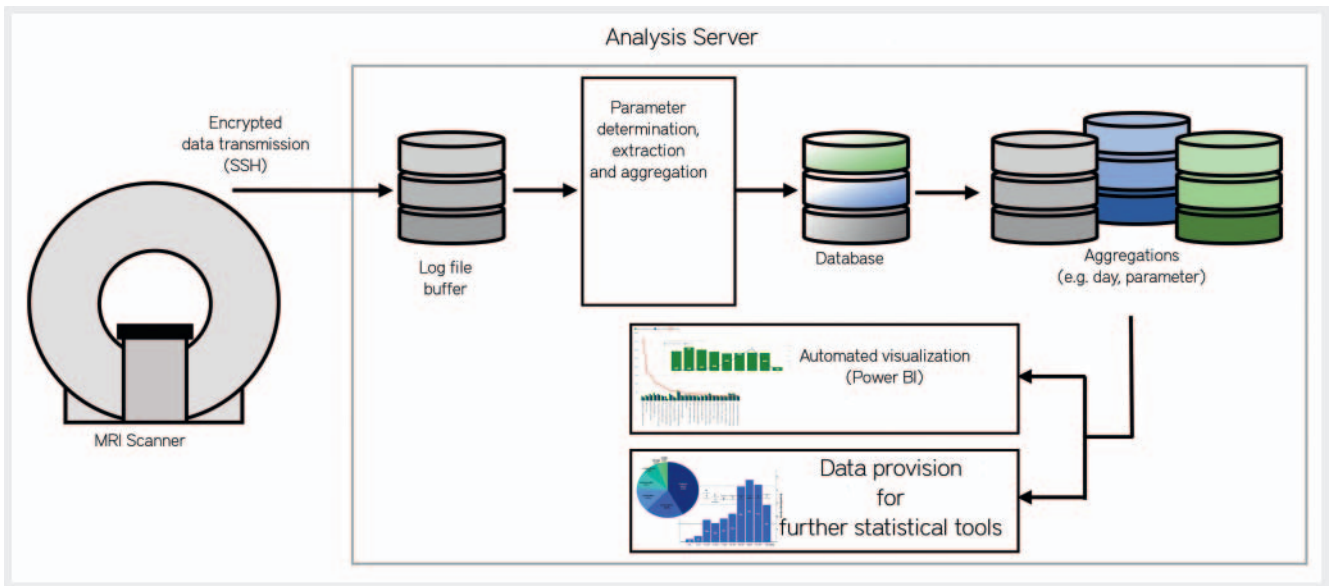 Analysis Server
Encrypted
data transmission
(SSH)
MRI Scanner
Log file
buffer
Parameter
determination,
extraction
and aggregation
Database
Aggregations
(e.g. day, parameter)
Automated visualization
(Power BI)
Data provision
for
further statistical tools